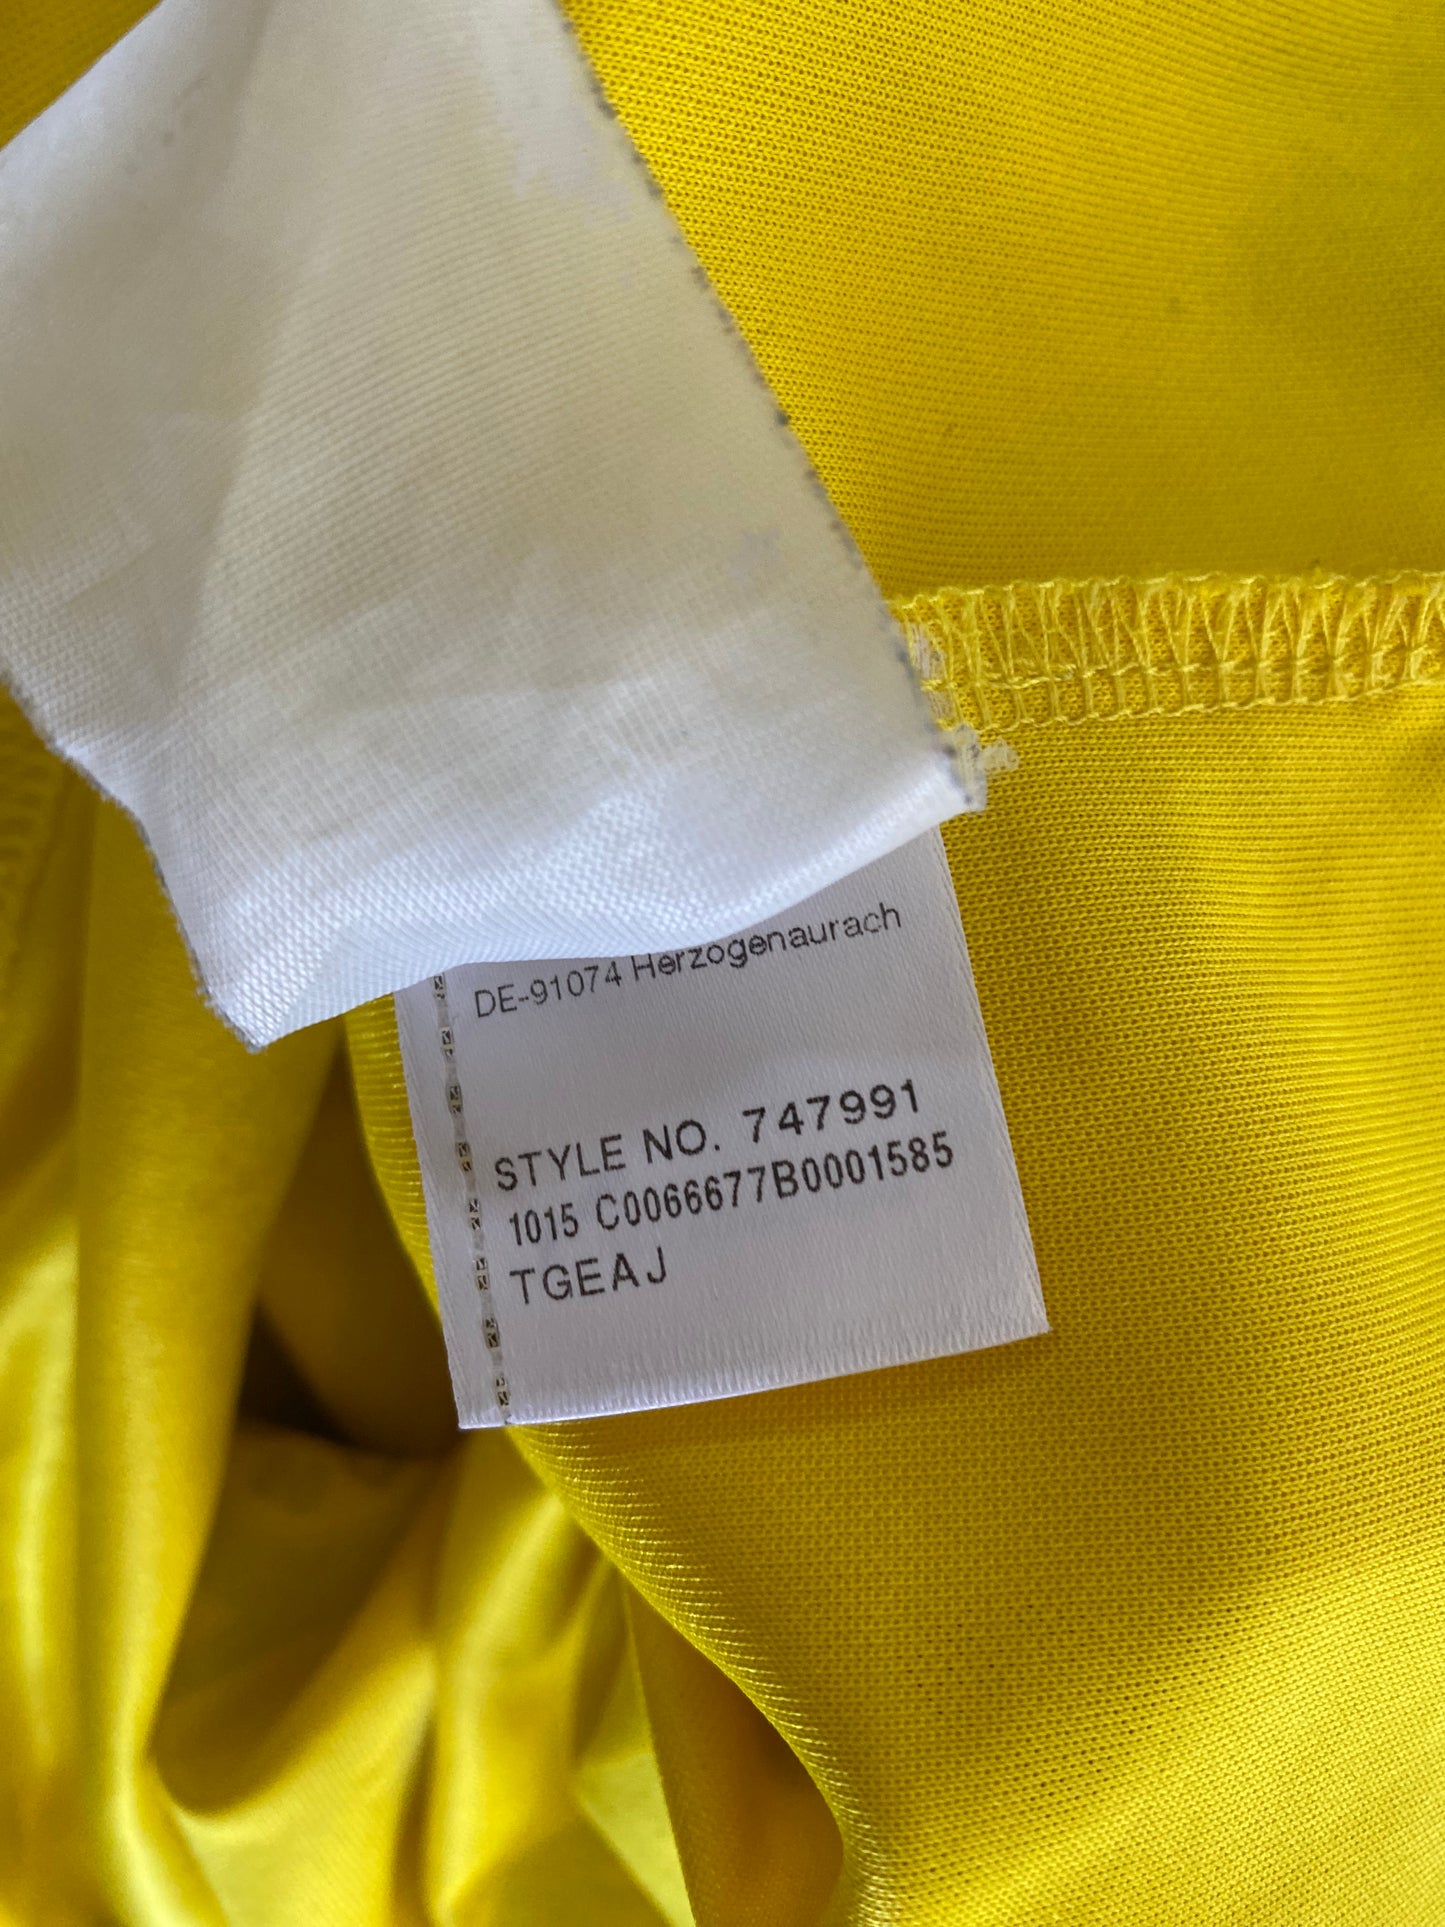 DE-91074 Herzogenaurach
STYLE NO. 747991
1015 C0066677B0001585
TGEAJ